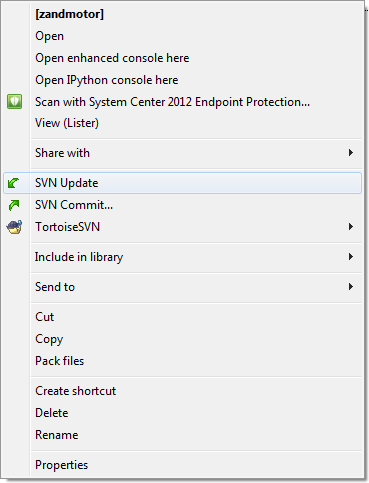 [zandmotor]
Open
Open enhanced console here
Open IPython console here
Scan with System Center 2012 Endpoint Protection...
View (Lister)
Share with
SVN Update
SVN Commit...
TortoiseSVN
Include in library
Send to
Cut
Copy
Pack files
Create shortcut
Delete
Rename
Properties